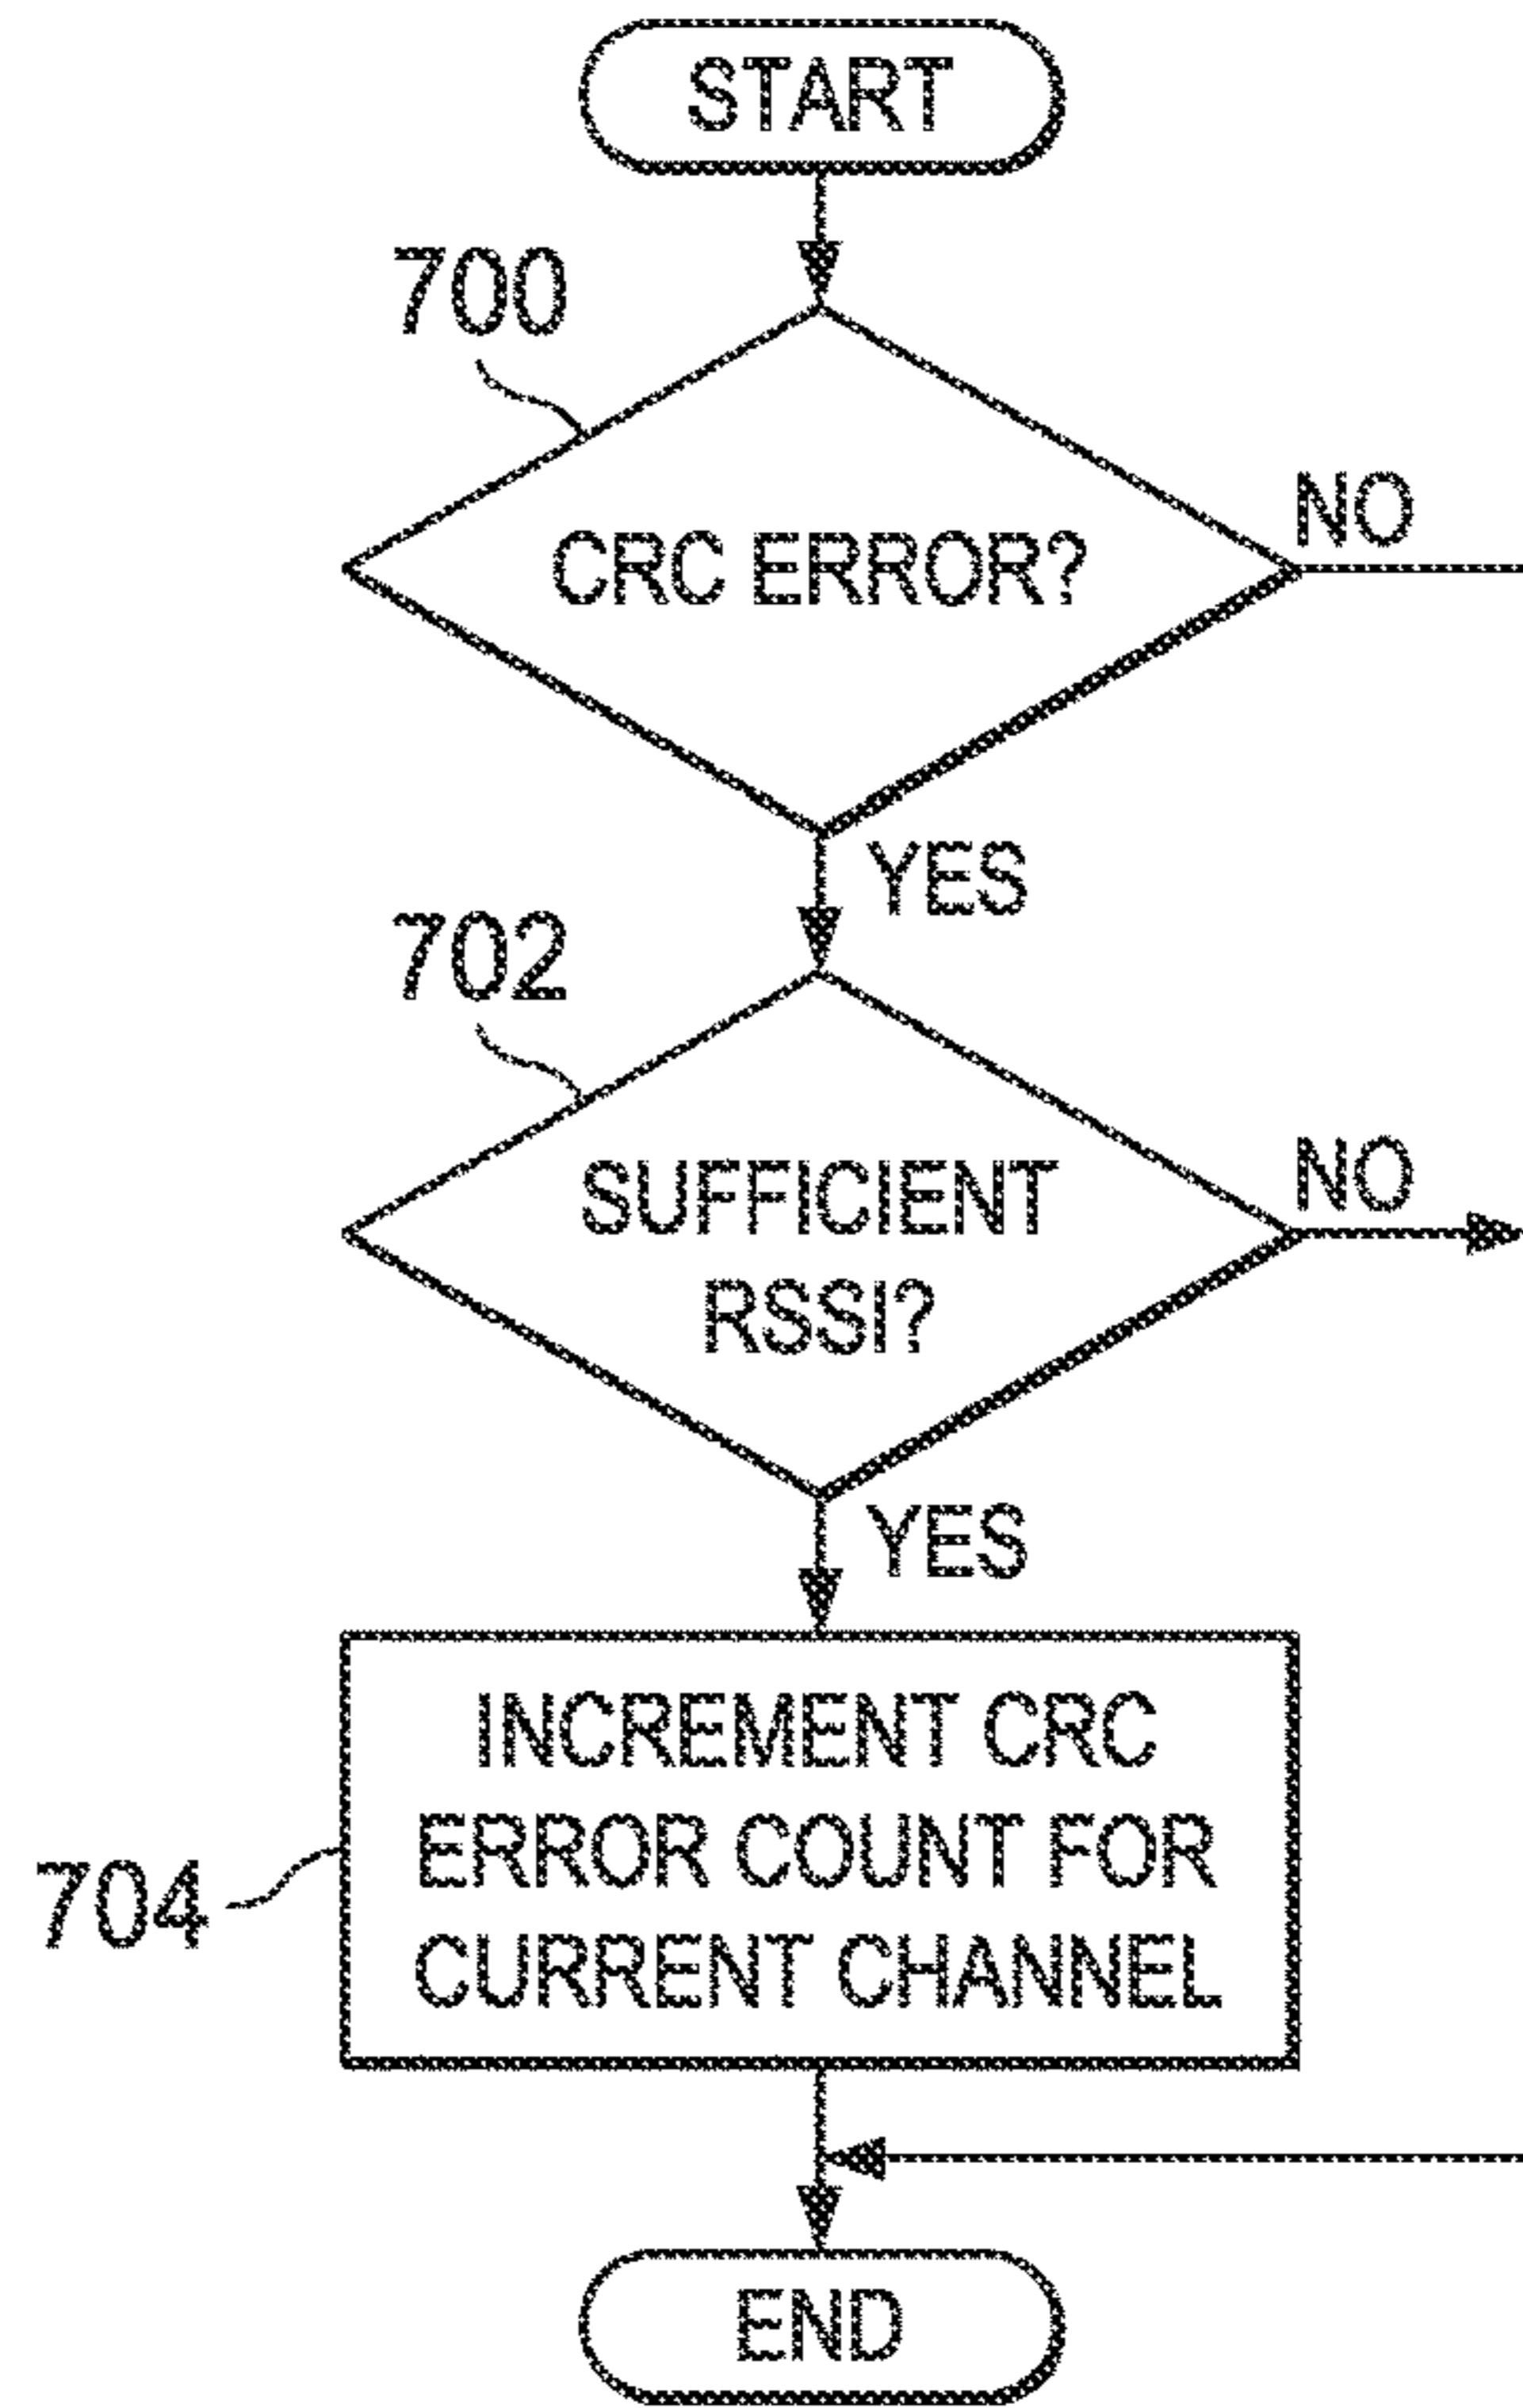 START
700
CRC ERROR?
NO
YES
702
SUFFICIENT
RSSI?
NO
YES
INCREMENT CRC
ERROR COUNT FOR
CURRENT CHANNEL
704
END